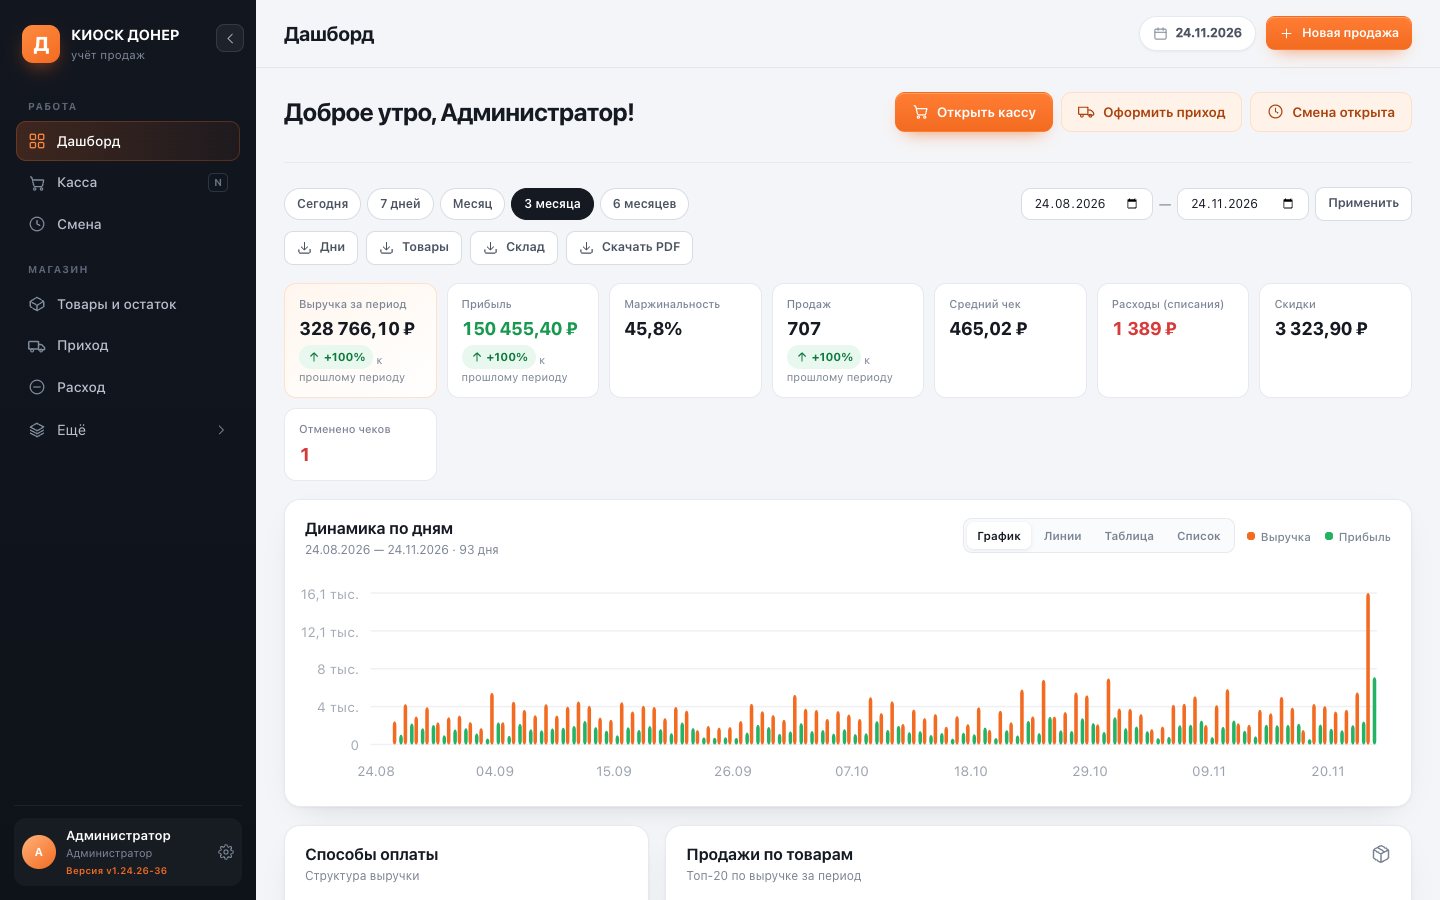 Д
КИОСК ДОНЕР
учёт продаж
РАБОТА
Дашборд
Касса
N
Смена
МАГАЗИН
Товары и остаток
Приход
Расход
Ещё
А
Администратор
Администратор
Версия v1.24.26-36
Дашборд
24.11.2026
Новая продажа
Доброе утро, Администратор!
Открыть кассу
Оформить приход
Смена открыта
Сегодня
7 дней
Месяц
3 месяца
6 месяцев
24.08.2026
—
24.11.2026
Применить
Дни
Товары
Склад
Скачать PDF
Выручка за период
328 766,10 ₽
↑ +100% к
прошлому периоду
Прибыль
150 455,40 ₽
↑ +100% к
прошлому периоду
Маржинальность
45,8%
Продаж
707
↑ +100% к
прошлому периоду
Средний чек
465,02 ₽
Расходы (списания)
1 389 ₽
Скидки
3 323,90 ₽
Отменено чеков
1
Динамика по дням
24.08.2026 — 24.11.2026 · 93 дня
График
Линии
Таблица
Список
Выручка
Прибыль
16,1 тыс.
12,1 тыс.
8 тыс.
4 тыс.
0
24.08
04.09
15.09
26.09
07.10
18.10
29.10
09.11
20.11
Способы оплаты
Структура выручки
Продажи по товарам
Топ-20 по выручке за период